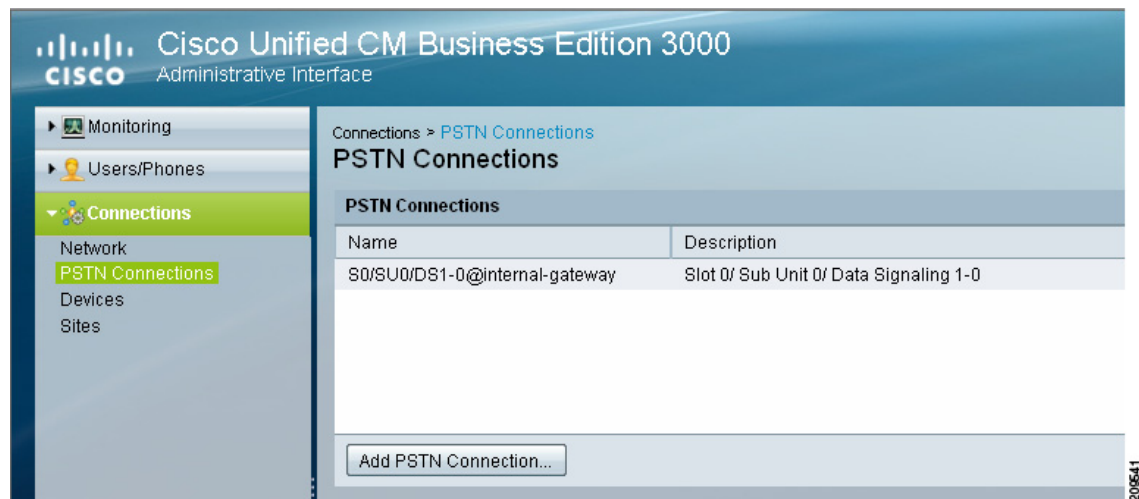 Cisco Unified CM Business Edition 3000
CISCO
Administrative Interface
Monitoring
Users/Phones
Connections
Network
PSTN Connections
Devices
Sites
Connections > PSTN Connections
PSTN Connections
PSTN Connections
Name Description
S0/SU0/DS1-0@internal-gateway Slot 0/ Sub Unit 0/ Data Signaling 1-0
Add PSTN Connection...
209541